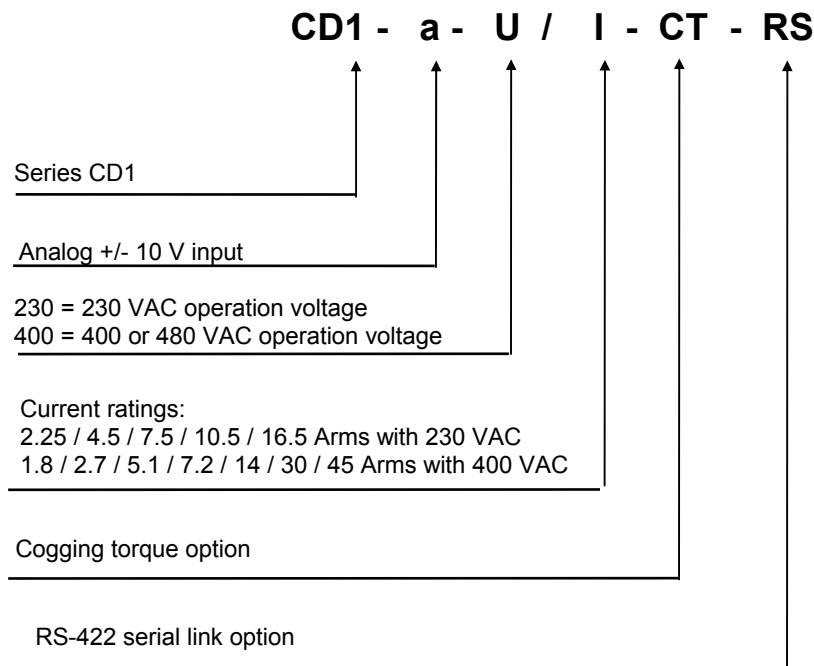 CD1 - a - U / I - CT - RS
Series CD1
Analog +/- 10 V input
230 = 230 VAC operation voltage
400 = 400 or 480 VAC operation voltage
Current ratings:
2.25 / 4.5 / 7.5 / 10.5 / 16.5 Arms with 230 VAC
1.8 / 2.7 / 5.1 / 7.2 / 14 / 30 / 45 Arms with 400 VAC
Cogging torque option
RS-422 serial link option